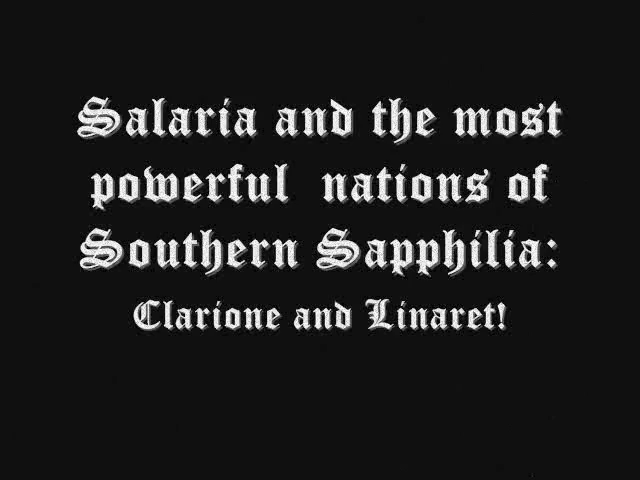 Salaria and the most
powerful nations of
Southern Sapphilia:
Clarione and Linaret!